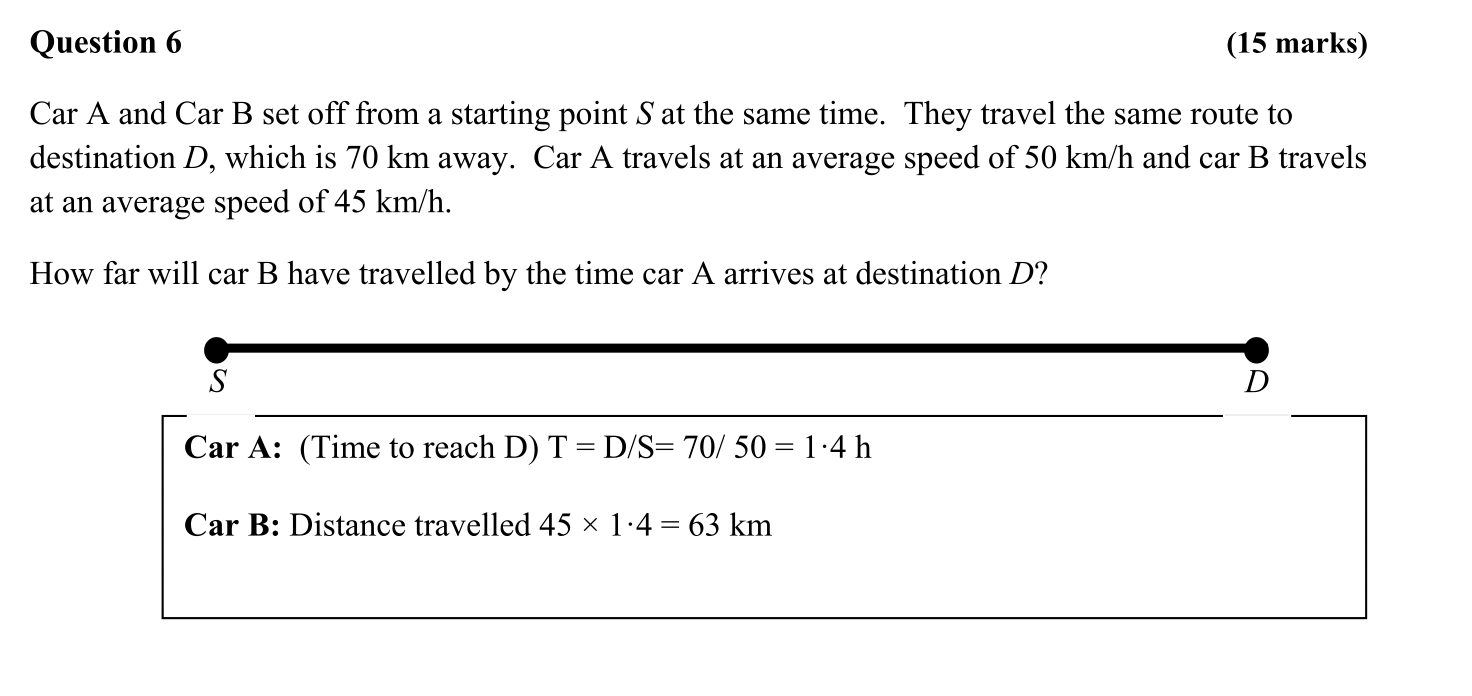 Question 6 (15 marks)
Car A and Car B set off from a starting point S at the same time. They travel the same route to
destination D, which is 70 km away. Car A travels at an average speed of 50 km/h and car B travels
at an average speed of 45 km/h.
How far will car B have travelled by the time car A arrives at destination D?
S D
Car A: (Time to reach D) T = D/S= 70/ 50 = 1·4 h
Car B: Distance travelled 45 × 1·4 = 63 km